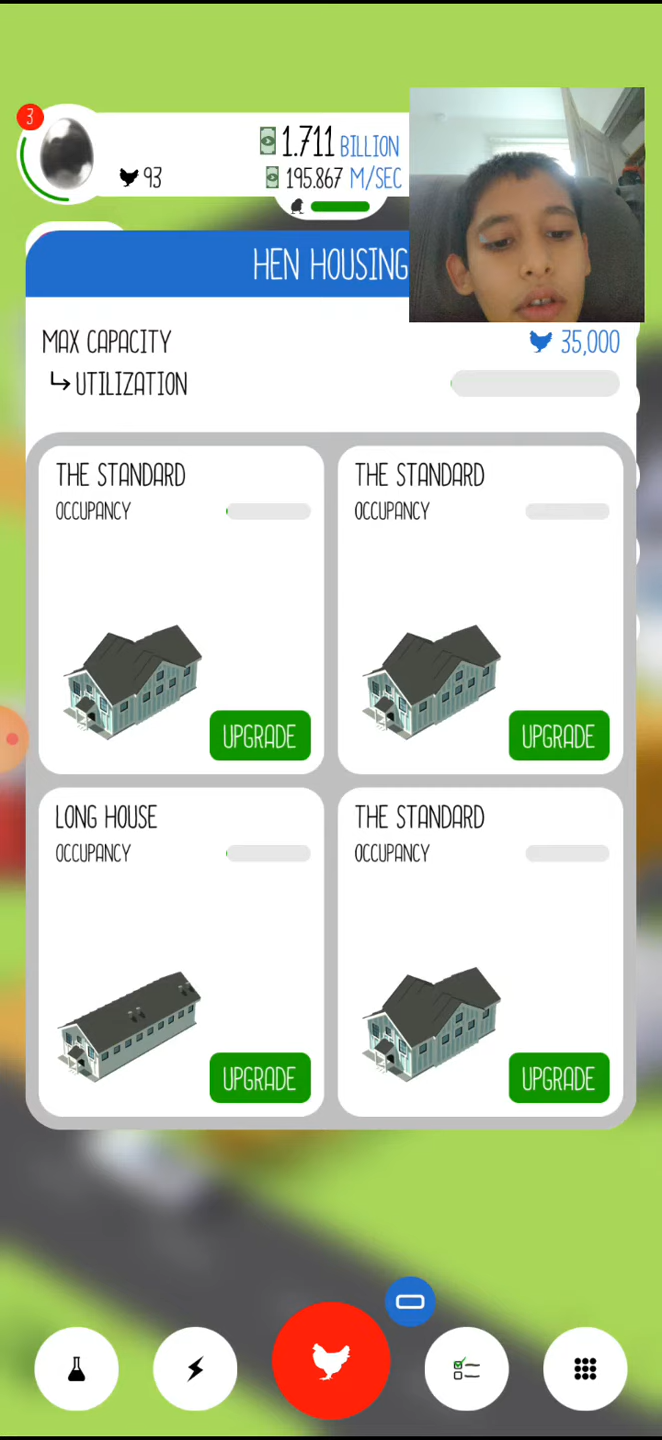 3
1.711 BILLION
93
195.867 M/SEC
HEN HOUSING
MAX CAPACITY
35,000
UTILIZATION
THE STANDARD
OCCUPANCY
UPGRADE
THE STANDARD
OCCUPANCY
UPGRADE
LONG HOUSE
OCCUPANCY
UPGRADE
THE STANDARD
OCCUPANCY
UPGRADE